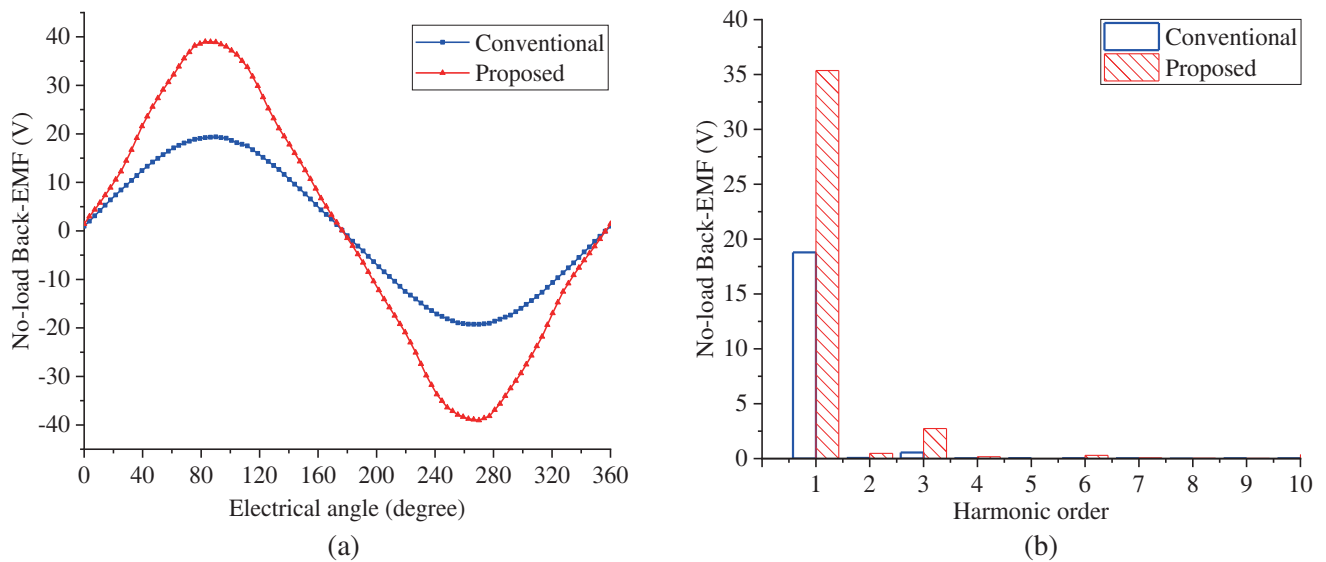 40
30
20
10
0
-10
-20
-30
-40
No-load Back-EMF (V)
Conventional
Proposed
0 40 80 120 160 200 240 280 320 360
Electrical angle (degree)
(a)
40
35
30
25
20
15
10
5
0
No-load Back-EMF (V)
Conventional
Proposed
1 2 3 4 5 6 7 8 9 10
Harmonic order
(b)